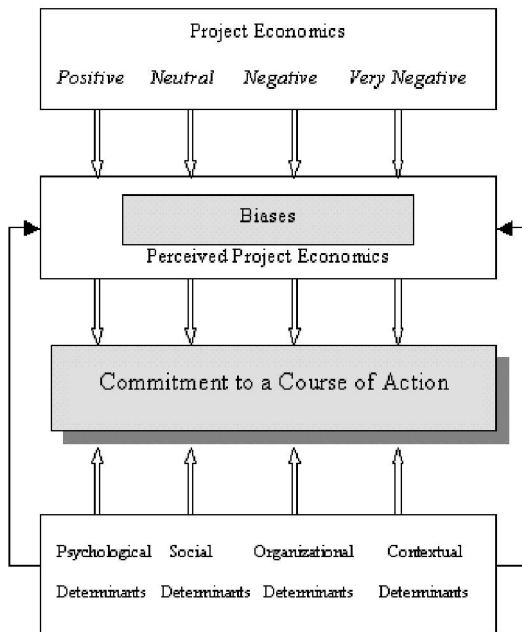 Project Economics
Positive Neutral Negative Very Negative
Biases
Perceived Project Economics
Commitment to a Course of Action
Psychological Social Organizational Contextual
Determinants Determinants Determinants Determinants